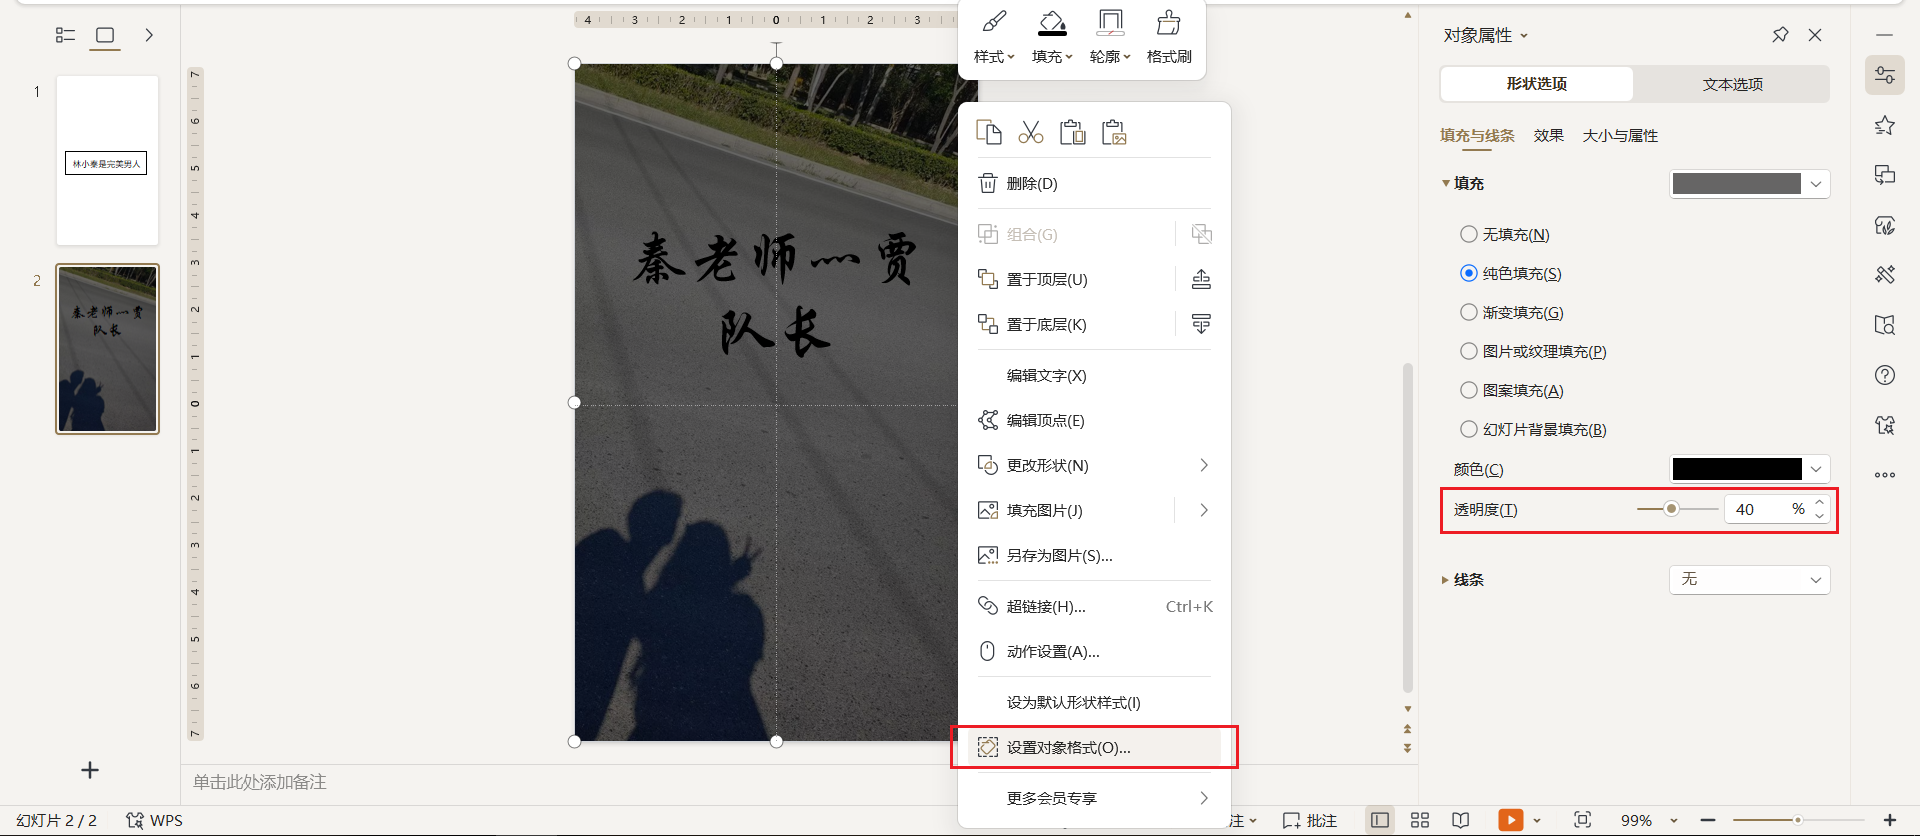 4 3 2 1 0 1 2 3
样式 填充 轮廓 格式刷
对象属性
形状选项 文本选项
填充与线条 效果 大小与属性
填充
无填充(N)
纯色填充(S)
渐变填充(G)
图片或纹理填充(P)
图案填充(A)
幻灯片背景填充(B)
颜色(C)
透明度(T) 40 %
线条 无
1
林小秦是完美男人
2
秦老师灬贾
队长
7 6 5 4 3 2 1 0 1 2 3 4 5 6 7
秦老师灬贾
队长
删除(D)
组合(G)
置于顶层(U)
置于底层(K)
编辑文字(X)
编辑顶点(E)
更改形状(N)
填充图片(J)
另存为图片(S)...
超链接(H)... Ctrl+K
动作设置(A)...
设为默认形状样式(I)
设置对象格式(O)...
更多会员专享
单击此处添加备注
幻灯片 2 / 2 WPS 注 批注 99%